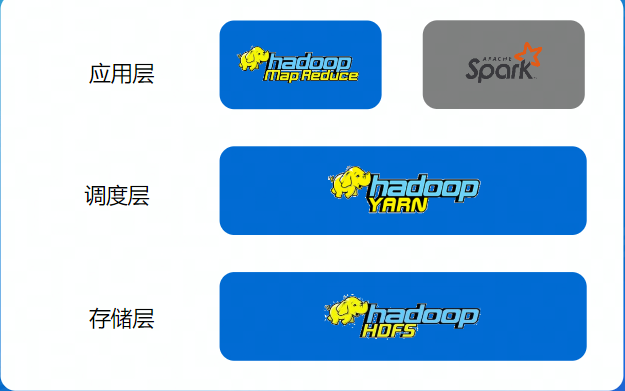 应用层
hadoop
Map Reduce
APACHE
Spark
调度层
hadoop
YARN
存储层
hadoop
HDFS